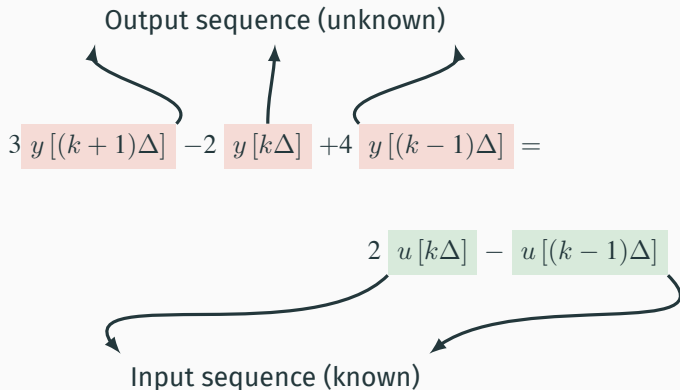 Output sequence (unknown)
3 y [(k + 1)Δ] −2 y [kΔ] +4 y [(k − 1)Δ] =
2 u [kΔ] − u [(k − 1)Δ]
Input sequence (known)